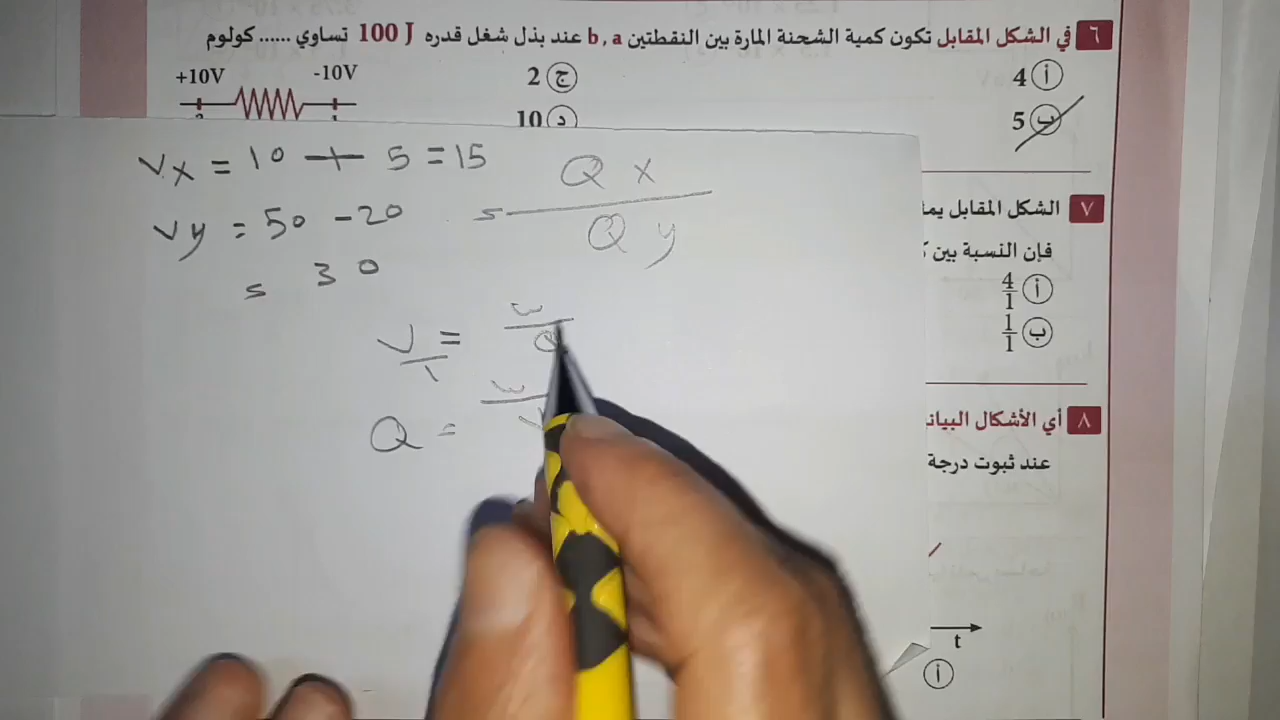 ٦ في الشكل المقابل تكون كمية الشحنة المارة بين النقطتين b , a عند بذل شغل قدره 100 J تساوي ...... كولوم
أ 4
ج 2
+10V -10V
ب 5
د 10
Vx = 10 + 5 = 15
Vy = 50 - 20
= 30
= Qx / Qy
V/1 = W/Q
Q = W/V
٧ الشكل المقابل
فإن النسبة بين
أ 4/1
ب 1/1
٨ أي الأشكال
عند ثبوت درجة
t
أ